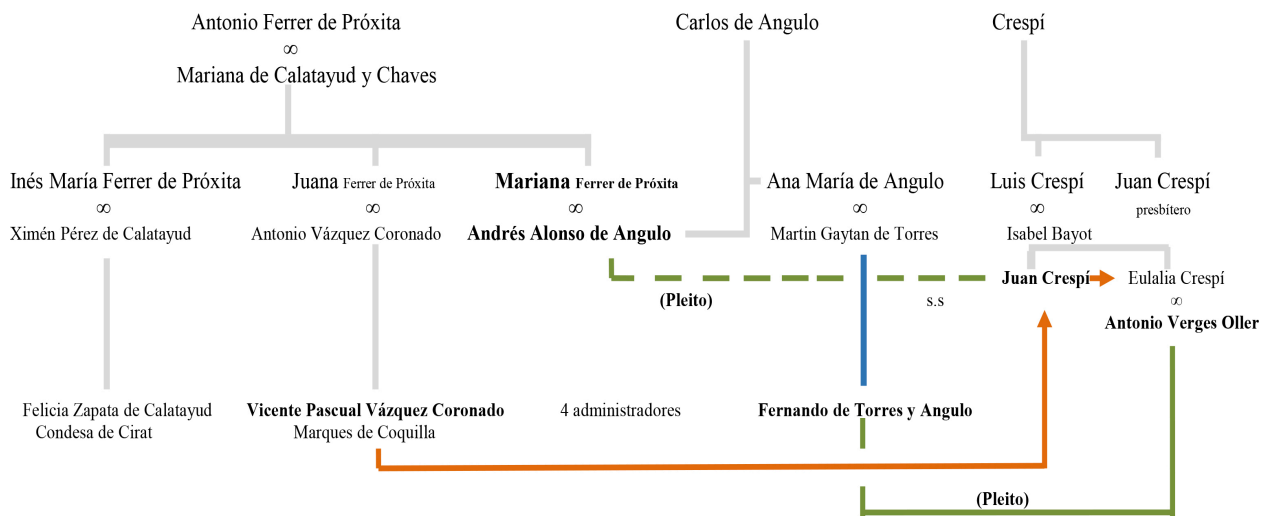 Antonio Ferrer de Próxita
∞
Mariana de Calatayud y Chaves
Carlos de Angulo
Crespí
Inés María Ferrer de Próxita
∞
Ximén Pérez de Calatayud
Juana Ferrer de Próxita
∞
Antonio Vázquez Coronado
Mariana Ferrer de Próxita
∞
Andrés Alonso de Angulo
Ana María de Angulo
∞
Martin Gaytan de Torres
Luis Crespí
∞
Isabel Bayot
Juan Crespí
presbítero
(Pleito)
s.s
Juan Crespí
Eulalia Crespí
∞
Antonio Verges Oller
Felicia Zapata de Calatayud
Condesa de Cirat
Vicente Pascual Vázquez Coronado
Marques de Coquilla
4 administradores
Fernando de Torres y Angulo
(Pleito)